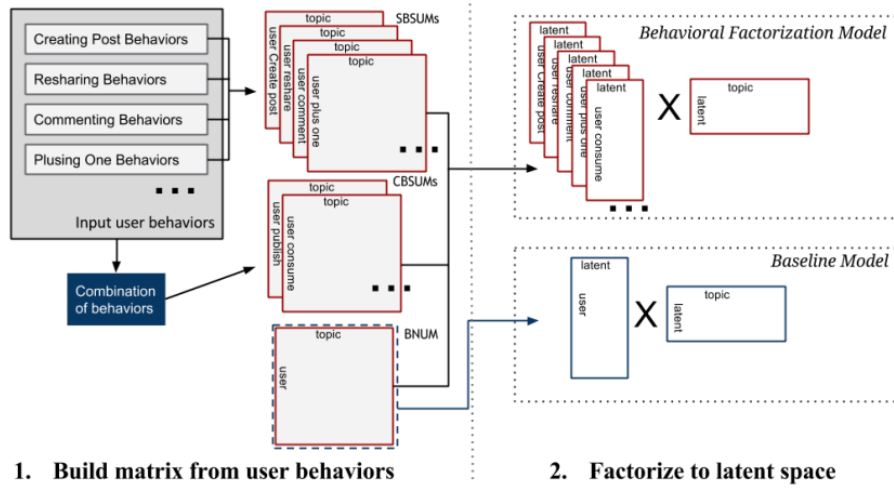 Creating Post Behaviors
Resharing Behaviors
Commenting Behaviors
Plusing One Behaviors
...
Input user behaviors
Combination
of behaviors
SBSUMs
topic
user Create post
topic
user reshare
topic
user comment
topic
user plus one
...
CBSUMs
topic
user publish
topic
user consume
...
BNUM
topic
user
1. Build matrix from user behaviors
Behavioral Factorization Model
latent
user Create post
latent
user reshare
latent
user comment
latent
user plus one
latent
user consume
...
X
topic
latent
Baseline Model
latent
user
X
topic
latent
2. Factorize to latent space